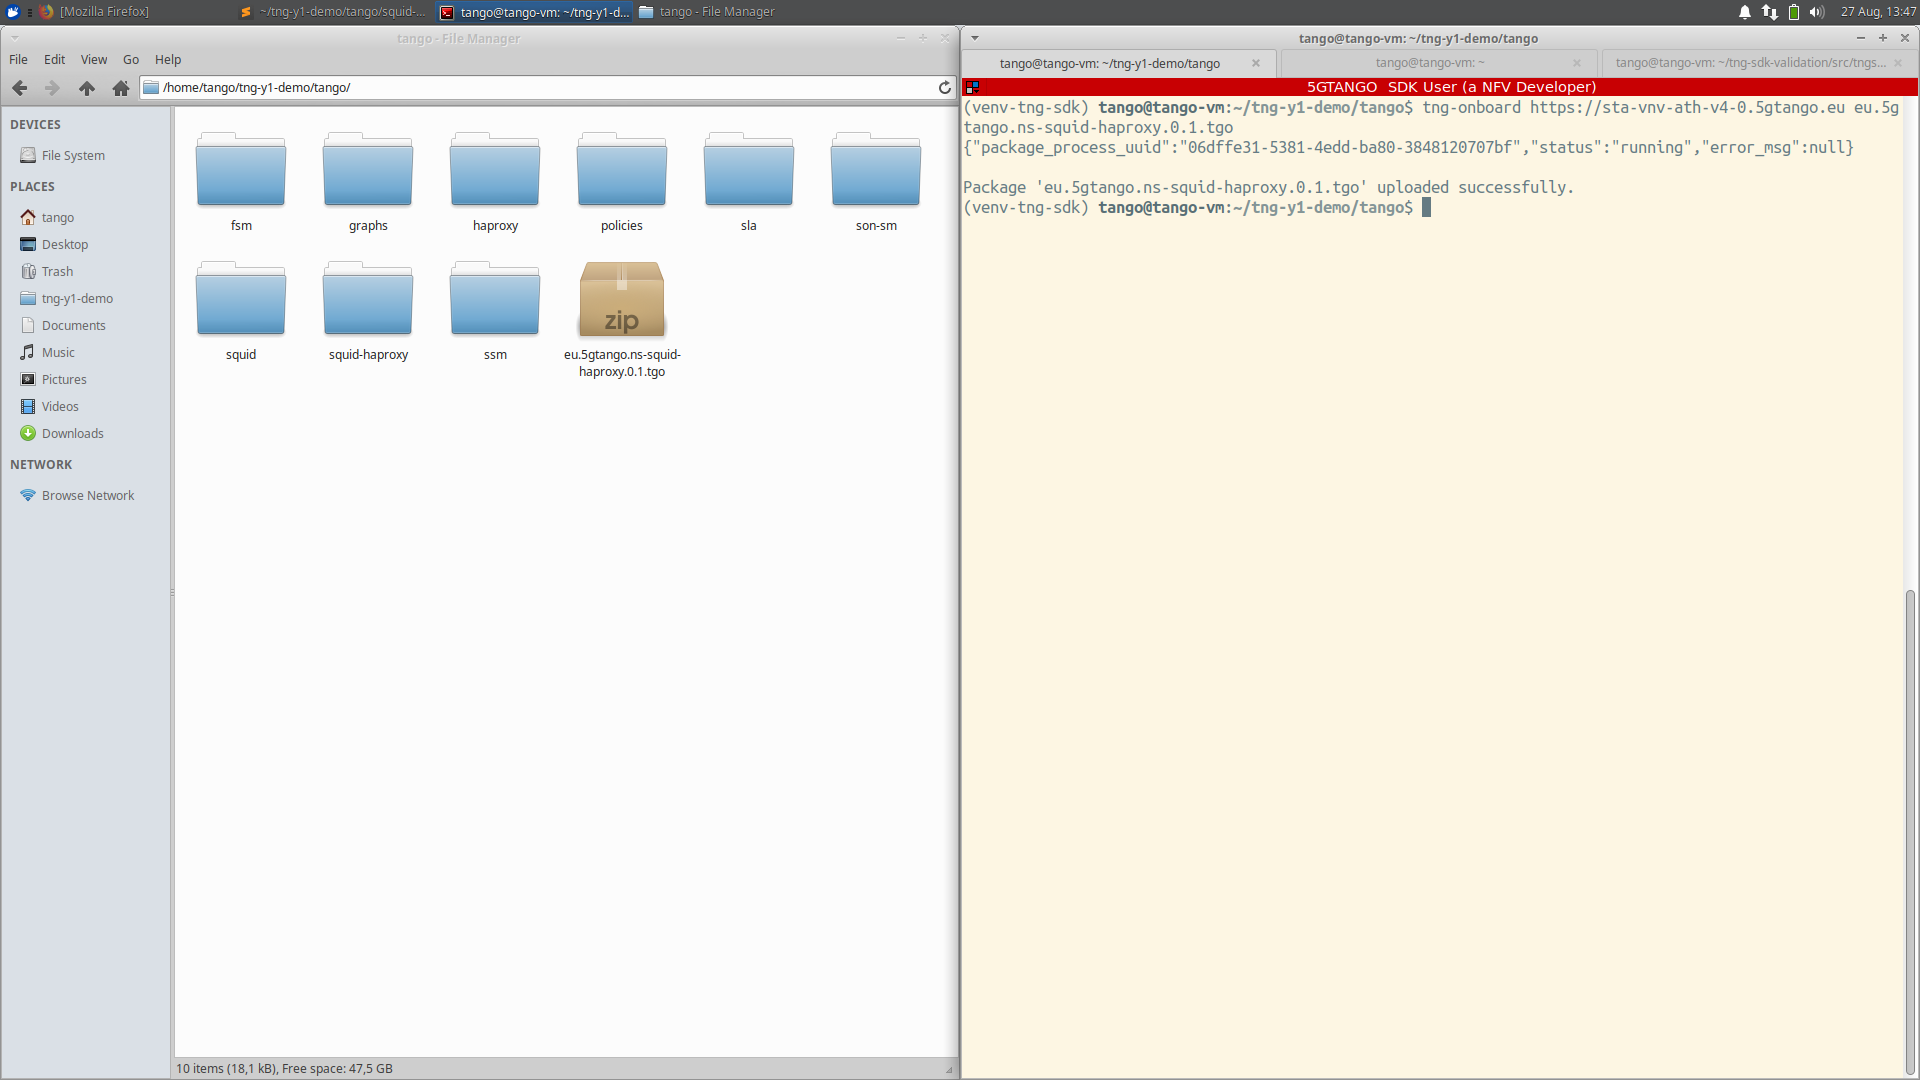 [Mozilla Firefox]
~/tng-y1-demo/tango/squid-...
tango@tango-vm: ~/tng-y1-d...
tango - File Manager
27 Aug, 13:47
tango - File Manager
File Edit View Go Help
/home/tango/tng-y1-demo/tango/
DEVICES
File System
PLACES
tango
Desktop
Trash
tng-y1-demo
Documents
Music
Pictures
Videos
Downloads
NETWORK
Browse Network
fsm
graphs
haproxy
policies
sla
son-sm
squid
squid-haproxy
ssm
zip
eu.5gtango.ns-squid-
haproxy.0.1.tgo
10 items (18,1 kB), Free space: 47,5 GB
tango@tango-vm: ~/tng-y1-demo/tango
tango@tango-vm: ~/tng-y1-demo/tango
tango@tango-vm: ~
tango@tango-vm: ~/tng-sdk-validation/src/tngs...
5GTANGO SDK User (a NFV Developer)
(venv-tng-sdk) tango@tango-vm:~/tng-y1-demo/tango$ tng-onboard https://sta-vnv-ath-v4-0.5gtango.eu eu.5g
tango.ns-squid-haproxy.0.1.tgo
{"package_process_uuid":"06dffe31-5381-4edd-ba80-3848120707bf","status":"running","error_msg":null}
Package 'eu.5gtango.ns-squid-haproxy.0.1.tgo' uploaded successfully.
(venv-tng-sdk) tango@tango-vm:~/tng-y1-demo/tango$